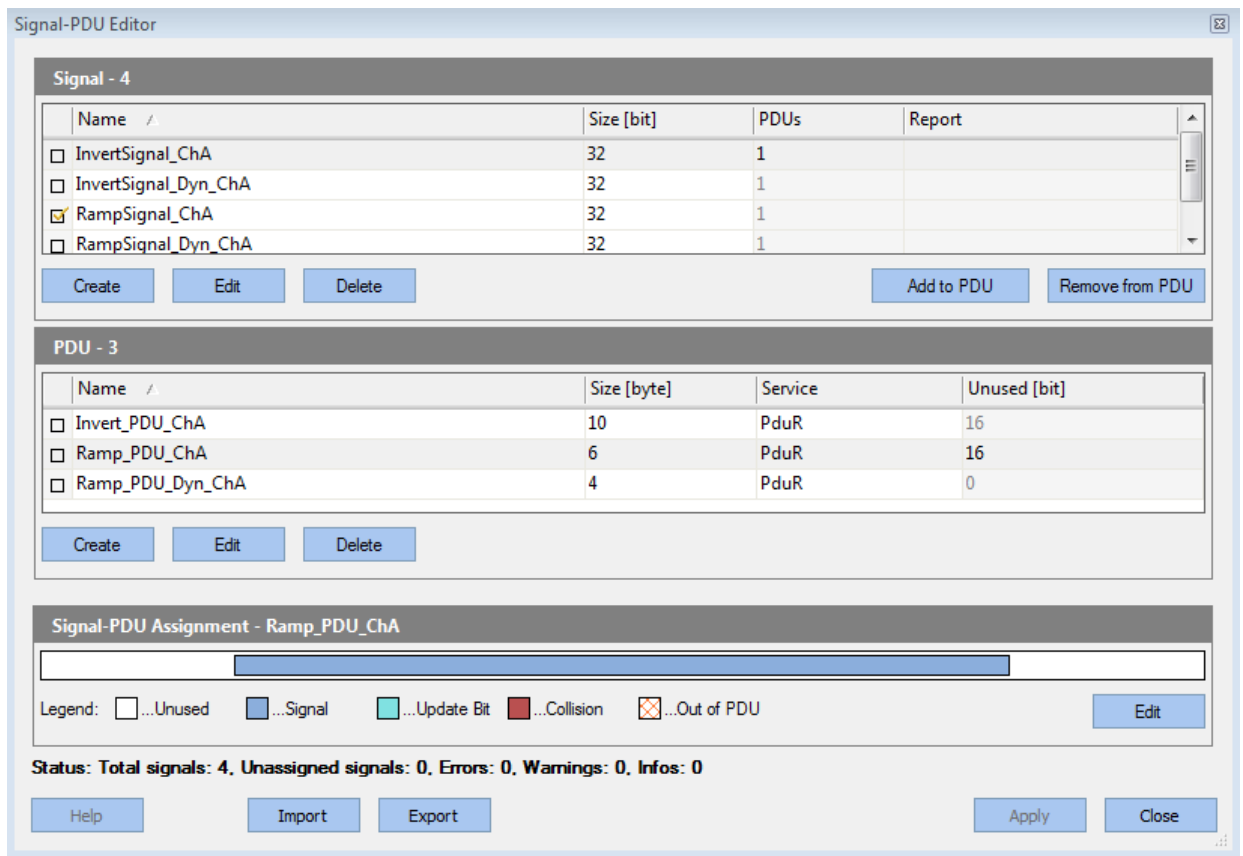 Signal-PDU Editor
Signal - 4
Name Size [bit] PDUs Report
InvertSignal_ChA 32 1
InvertSignal_Dyn_ChA 32 1
RampSignal_ChA 32 1
RampSignal_Dyn_ChA 32 1
Create Edit Delete Add to PDU Remove from PDU
PDU - 3
Name Size [byte] Service Unused [bit]
Invert_PDU_ChA 10 PduR 16
Ramp_PDU_ChA 6 PduR 16
Ramp_PDU_Dyn_ChA 4 PduR 0
Create Edit Delete
Signal-PDU Assignment - Ramp_PDU_ChA
Legend: ...Unused ...Signal ...Update Bit ...Collision ...Out of PDU Edit
Status: Total signals: 4, Unassigned signals: 0, Errors: 0, Warnings: 0, Infos: 0
Help Import Export Apply Close